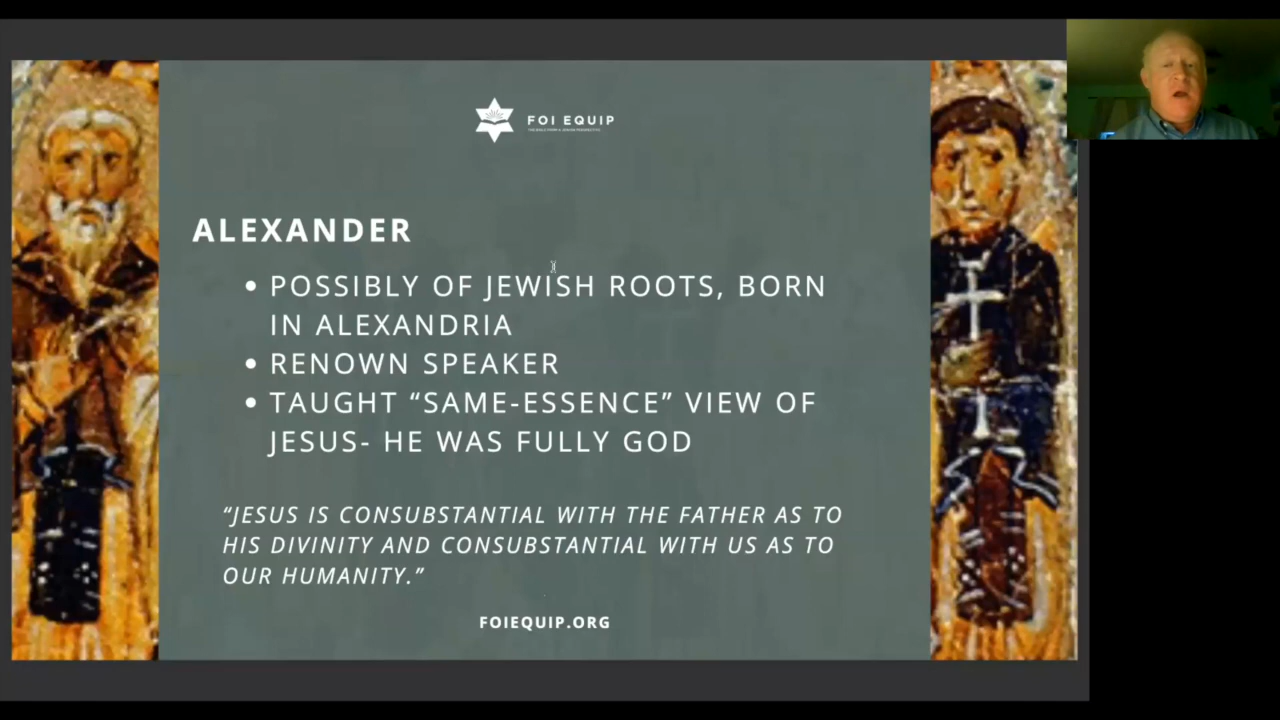 FOI EQUIP
ALEXANDER
• POSSIBLY OF JEWISH ROOTS, BORN
IN ALEXANDRIA
• RENOWN SPEAKER
• TAUGHT “SAME-ESSENCE” VIEW OF
JESUS- HE WAS FULLY GOD
“JESUS IS CONSUBSTANTIAL WITH THE FATHER AS TO
HIS DIVINITY AND CONSUBSTANTIAL WITH US AS TO
OUR HUMANITY.”
FOIEQUIP.ORG